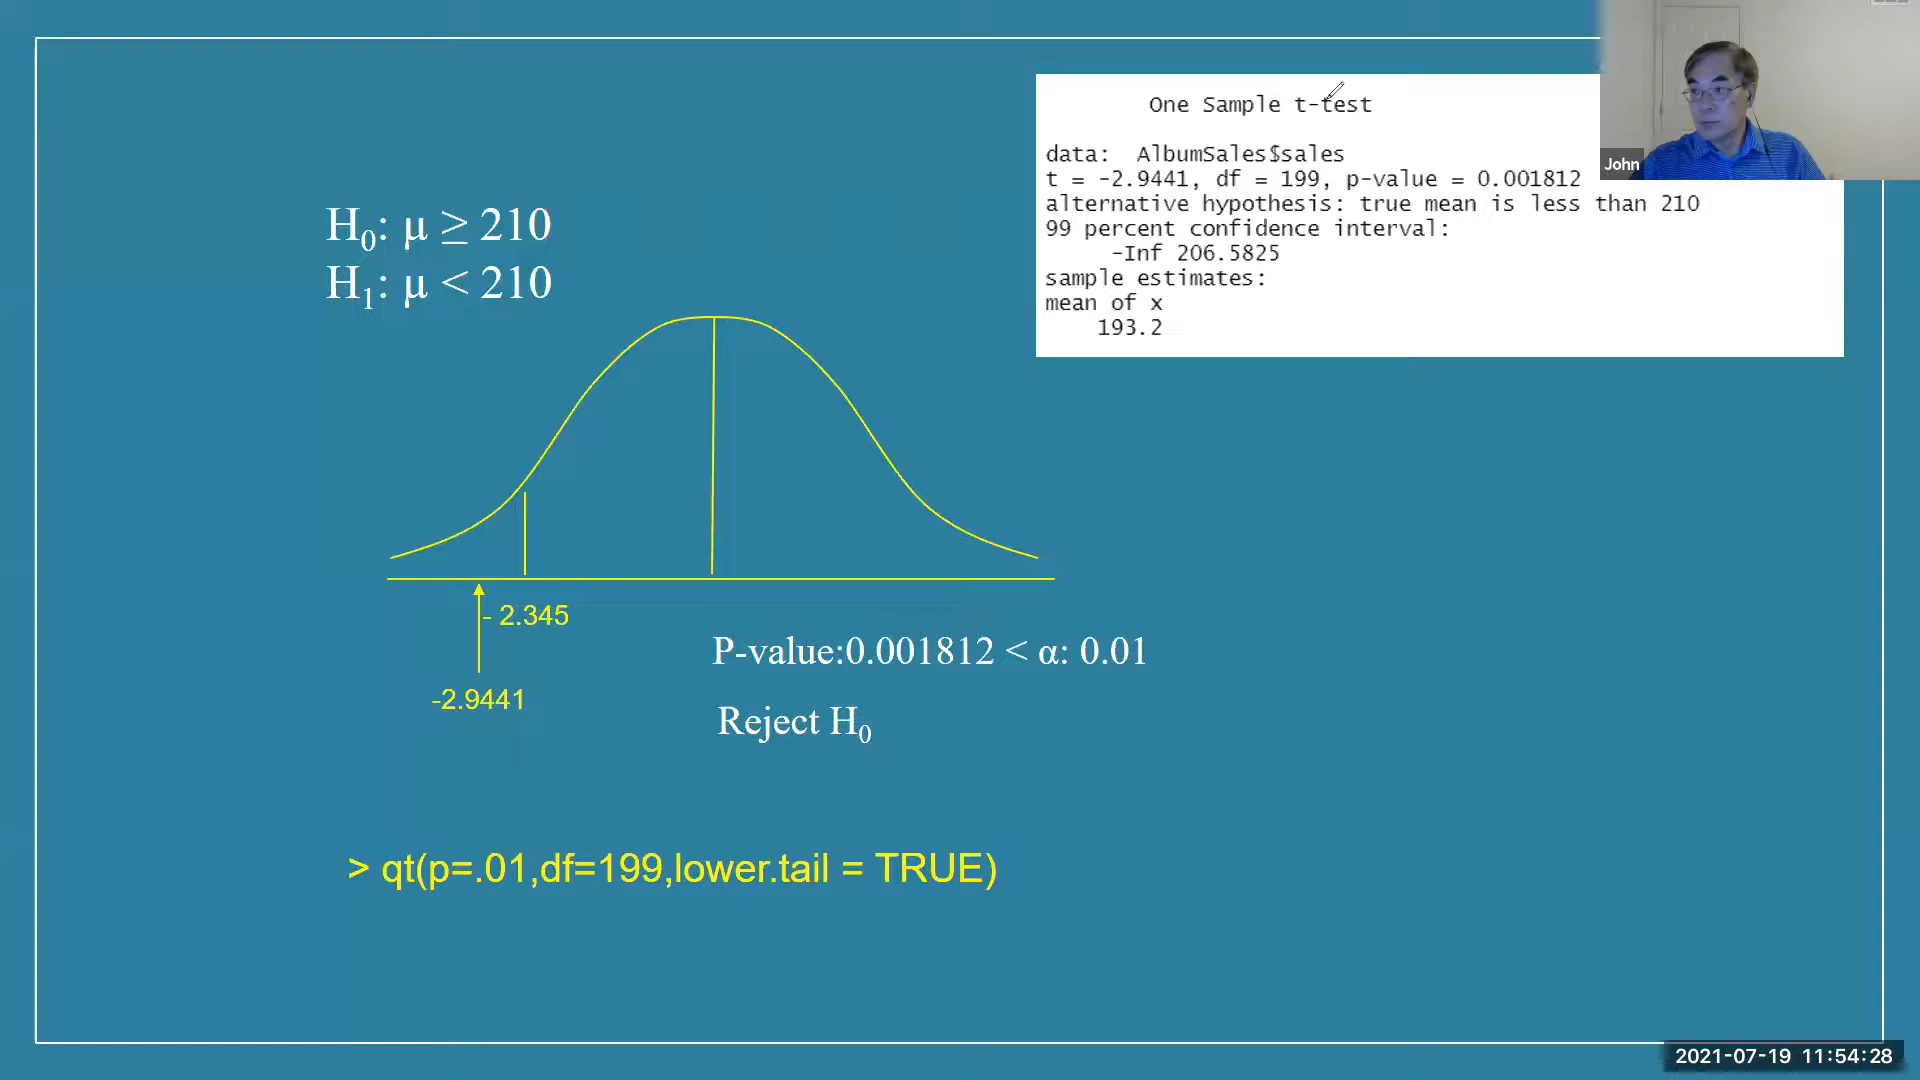 One Sample t-test
data:  AlbumSales$sales
t = -2.9441, df = 199, p-value = 0.001812
alternative hypothesis: true mean is less than 210
99 percent confidence interval:
-Inf 206.5825
sample estimates:
mean of x
193.2
John
H₀: μ ≥ 210
H₁: μ < 210
- 2.345
-2.9441
P-value:0.001812 < α: 0.01
Reject H₀
> qt(p=.01,df=199,lower.tail = TRUE)
2021-07-19 11:54:28